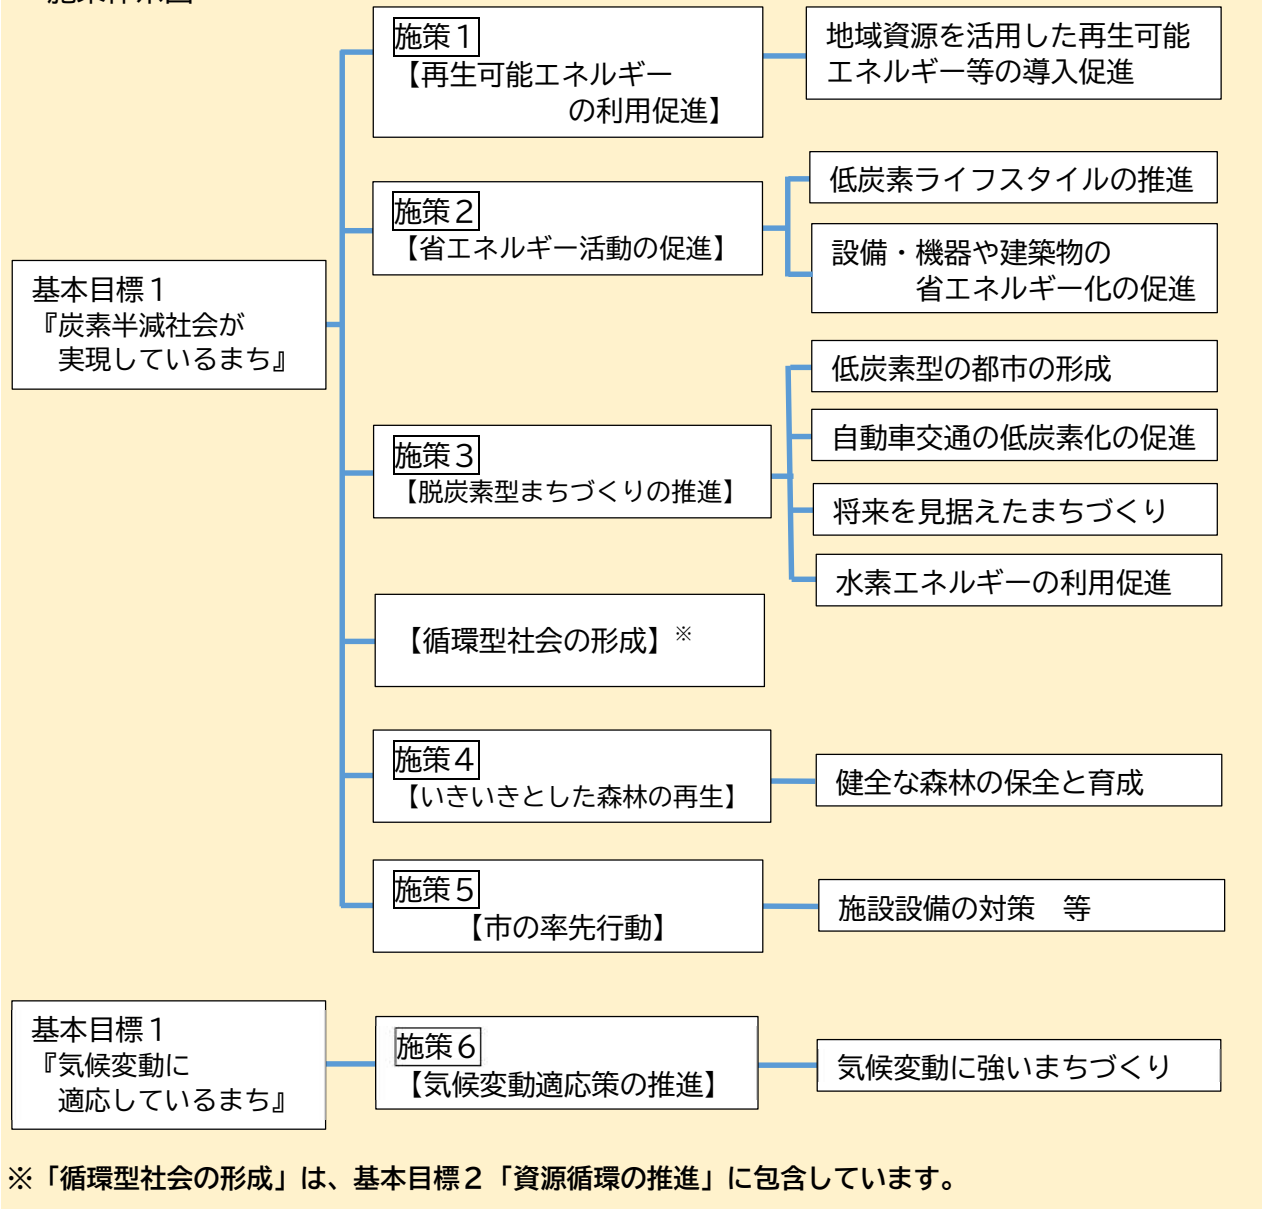 施策体系図
施策１
【再生可能エネルギー
の利用促進】
地域資源を活用した再生可能
エネルギー等の導入促進
施策２
【省エネルギー活動の促進】
低炭素ライフスタイルの推進
設備・機器や建築物の
省エネルギー化の促進
基本目標１
『炭素半減社会が
実現しているまち』
施策３
【脱炭素型まちづくりの推進】
低炭素型の都市の形成
自動車交通の低炭素化の促進
将来を見据えたまちづくり
水素エネルギーの利用促進
【循環型社会の形成】※
施策４
【いきいきとした森林の再生】
健全な森林の保全と育成
施策５
【市の率先行動】
施設設備の対策　等
基本目標１
『気候変動に
適応しているまち』
施策６
【気候変動適応策の推進】
気候変動に強いまちづくり
※「循環型社会の形成」は、基本目標２「資源循環の推進」に包含しています。